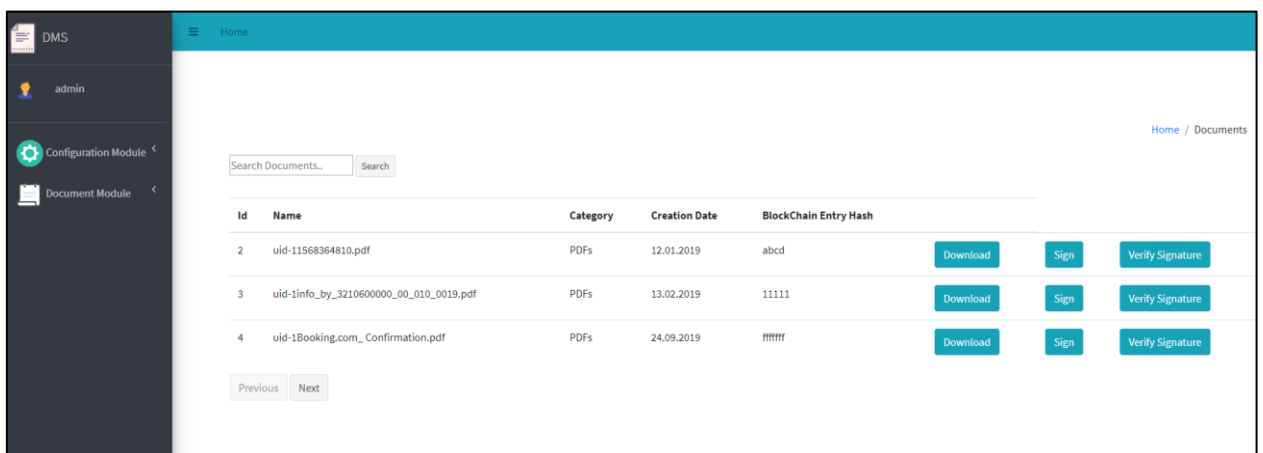 DMS
Home
admin
Home / Documents
Configuration Module
Search Documents.. Search
Document Module
Id Name Category Creation Date BlockChain Entry Hash
2 uid-11568364810.pdf PDFs 12.01.2019 abcd Download Sign Verify Signature
3 uid-1info_by_3210600000_00_010_0019.pdf PDFs 13.02.2019 11111 Download Sign Verify Signature
4 uid-1Booking.com_ Confirmation.pdf PDFs 24.09.2019 fffffff Download Sign Verify Signature
Previous Next